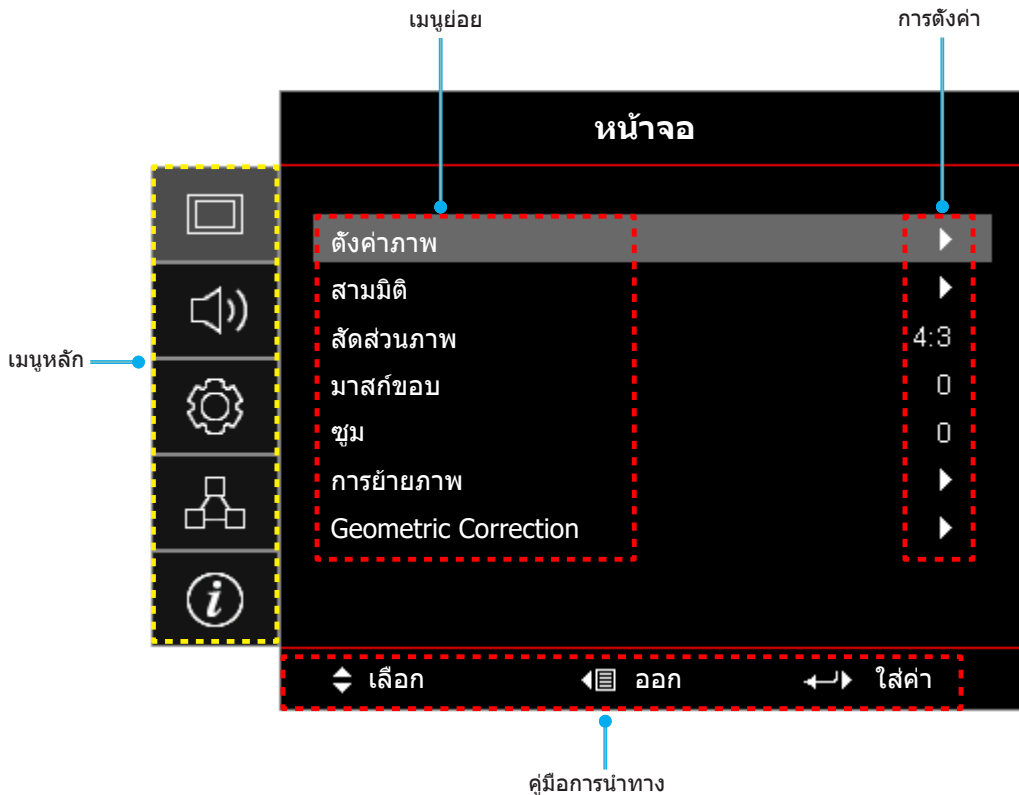 เมนูย่อย
การตั้งค่า
หน้าจอ
ตั้งค่าภาพ
สามมิติ
สัดส่วนภาพ 4:3
เมนูหลัก
มาสก์ขอบ 0
ซูม 0
การย้ายภาพ
Geometric Correction
เลือก ออก ใส่ค่า
คู่มือการนำทาง